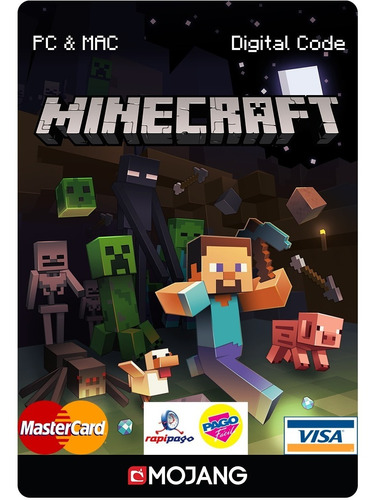 PC & MAC
Digital Code
MINECRAFT
MasterCard
rapipago
PAGO
fácil
VISA
MOJANG